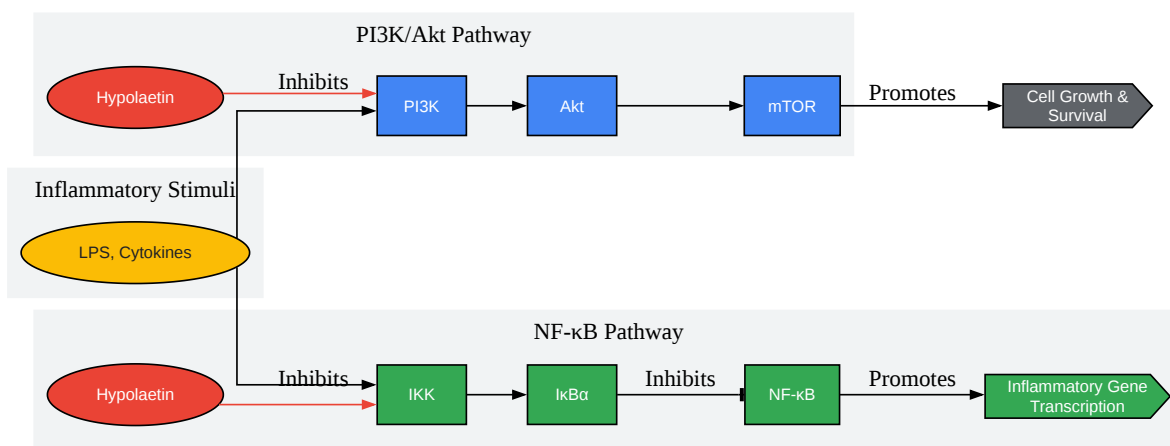 PI3K/Akt Pathway
Hypolaetin
Inhibits
PI3K
Akt
mTOR
Promotes
Cell Growth &
Survival
Inflammatory Stimuli
LPS, Cytokines
NF-κB Pathway
Hypolaetin
Inhibits
IKK
IκBα
Inhibits
NF-κB
Promotes
Inflammatory Gene
Transcription